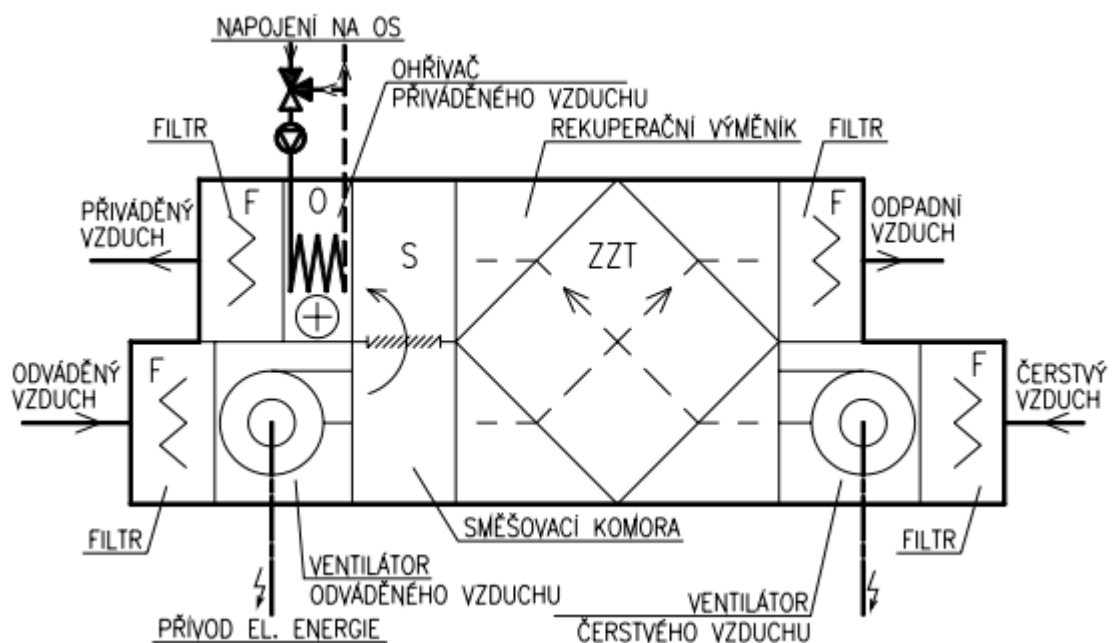 NAPOJENÍ NA OS
OHŘÍVAČ
PŘIVÁDĚNÉHO VZDUCHU
FILTR
REKUPERAČNÍ VÝMĚNÍK
FILTR
F
O
F
PŘIVÁDĚNÝ
VZDUCH
ODPADNÍ
VZDUCH
S
ZZT
ODVÁDĚNÝ
VZDUCH
F
F
ČERSTVÝ
VZDUCH
FILTR
SMĚŠOVACÍ KOMORA
FILTR
VENTILÁTOR
ODVÁDĚNÉHO VZDUCHU
VENTILÁTOR
ČERSTVÉHO VZDUCHU
PŘÍVOD EL. ENERGIE